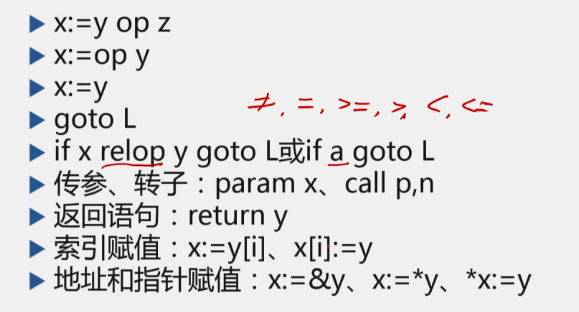 x:=y op z
x:=op y
x:=y
≠, =, >=, >, <, <=
goto L
if x relop y goto L或if a goto L
传参、转子：param x、call p,n
返回语句：return y
索引赋值：x:=y[i]、x[i]:=y
地址和指针赋值：x:=&y、x:=*y、*x:=y